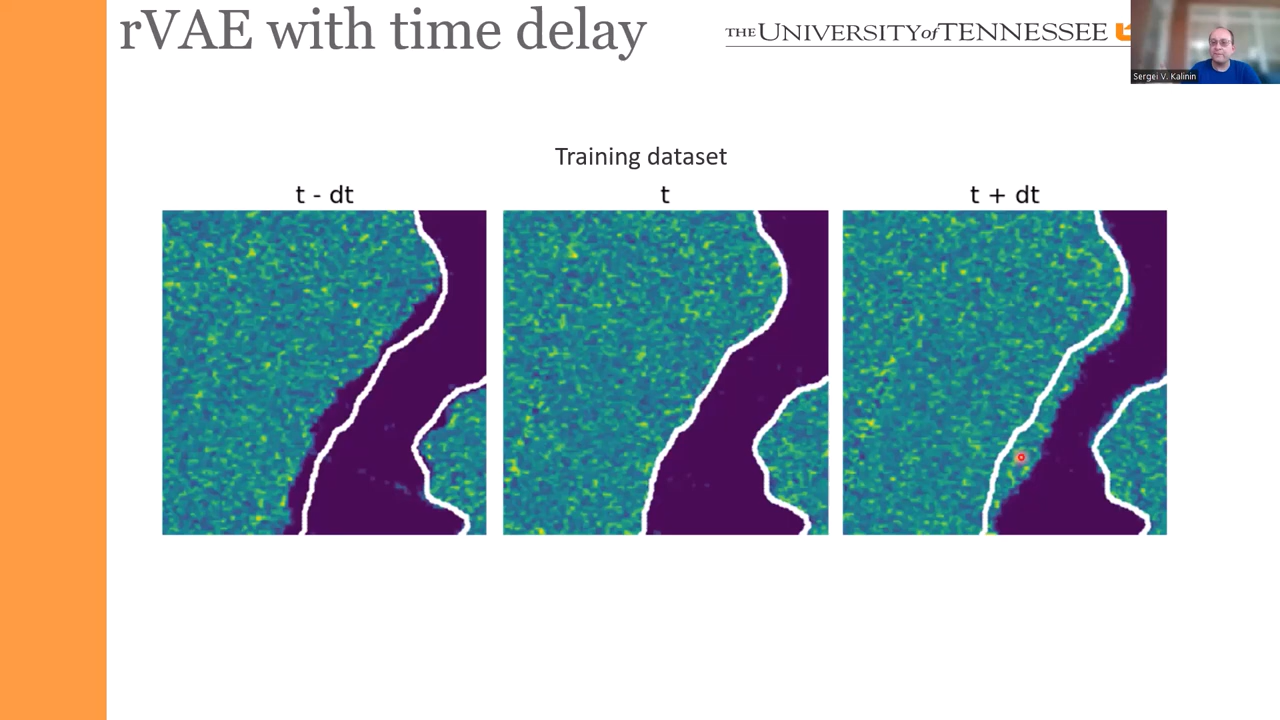 rVAE with time delay
THE UNIVERSITY of TENNESSEE
Sergei V. Kalinin
Training dataset
t - dt
t
t + dt